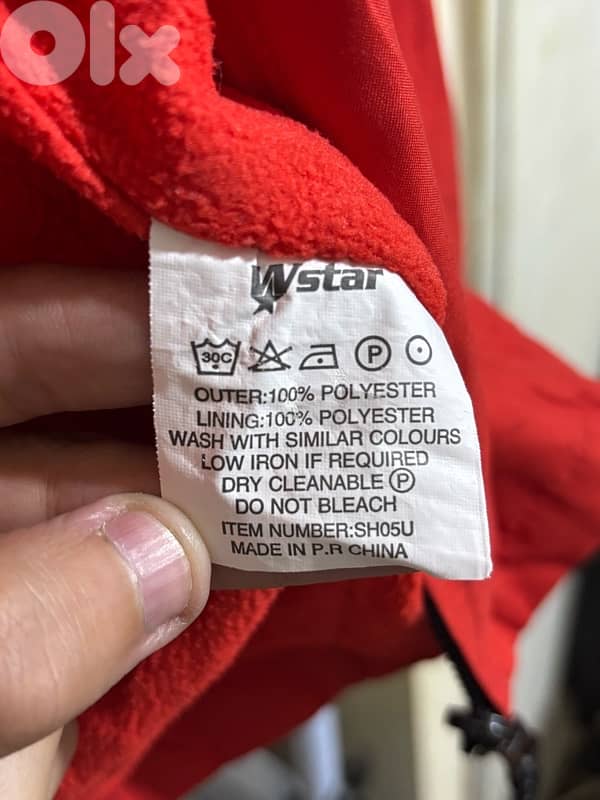 Olx
Wstar
30C P
OUTER:100% POLYESTER
LINING:100% POLYESTER
WASH WITH SIMILAR COLOURS
LOW IRON IF REQUIRED
DRY CLEANABLE Ⓟ
DO NOT BLEACH
ITEM NUMBER:SH05U
MADE IN P.R CHINA